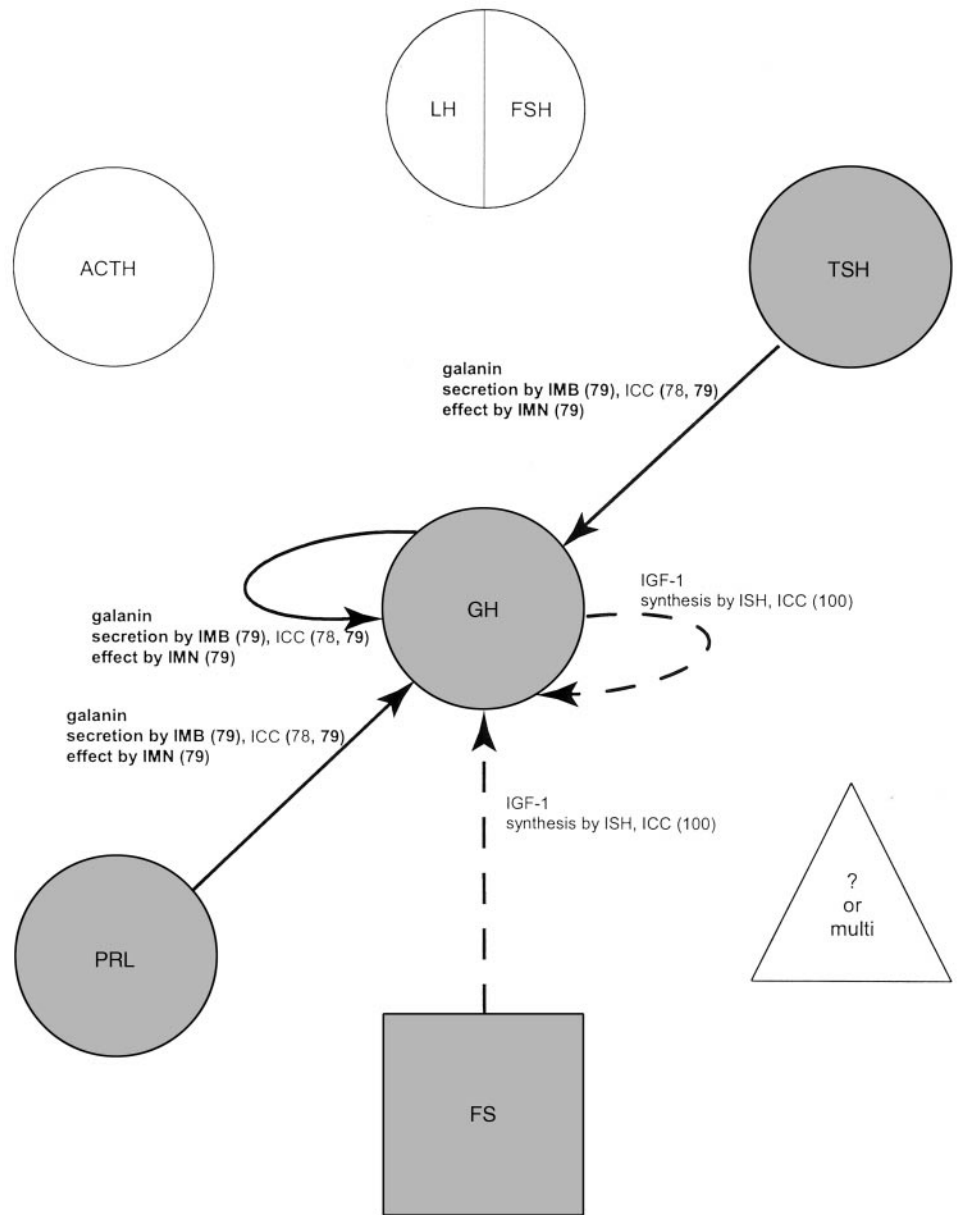 LH FSH
ACTH
TSH
galanin
secretion by IMB (79), ICC (78, 79)
effect by IMN (79)
GH
IGF-1
synthesis by ISH, ICC (100)
galanin
secretion by IMB (79), ICC (78, 79)
effect by IMN (79)
galanin
secretion by IMB (79), ICC (78, 79)
effect by IMN (79)
IGF-1
synthesis by ISH, ICC (100)
?
or
multi
PRL
FS